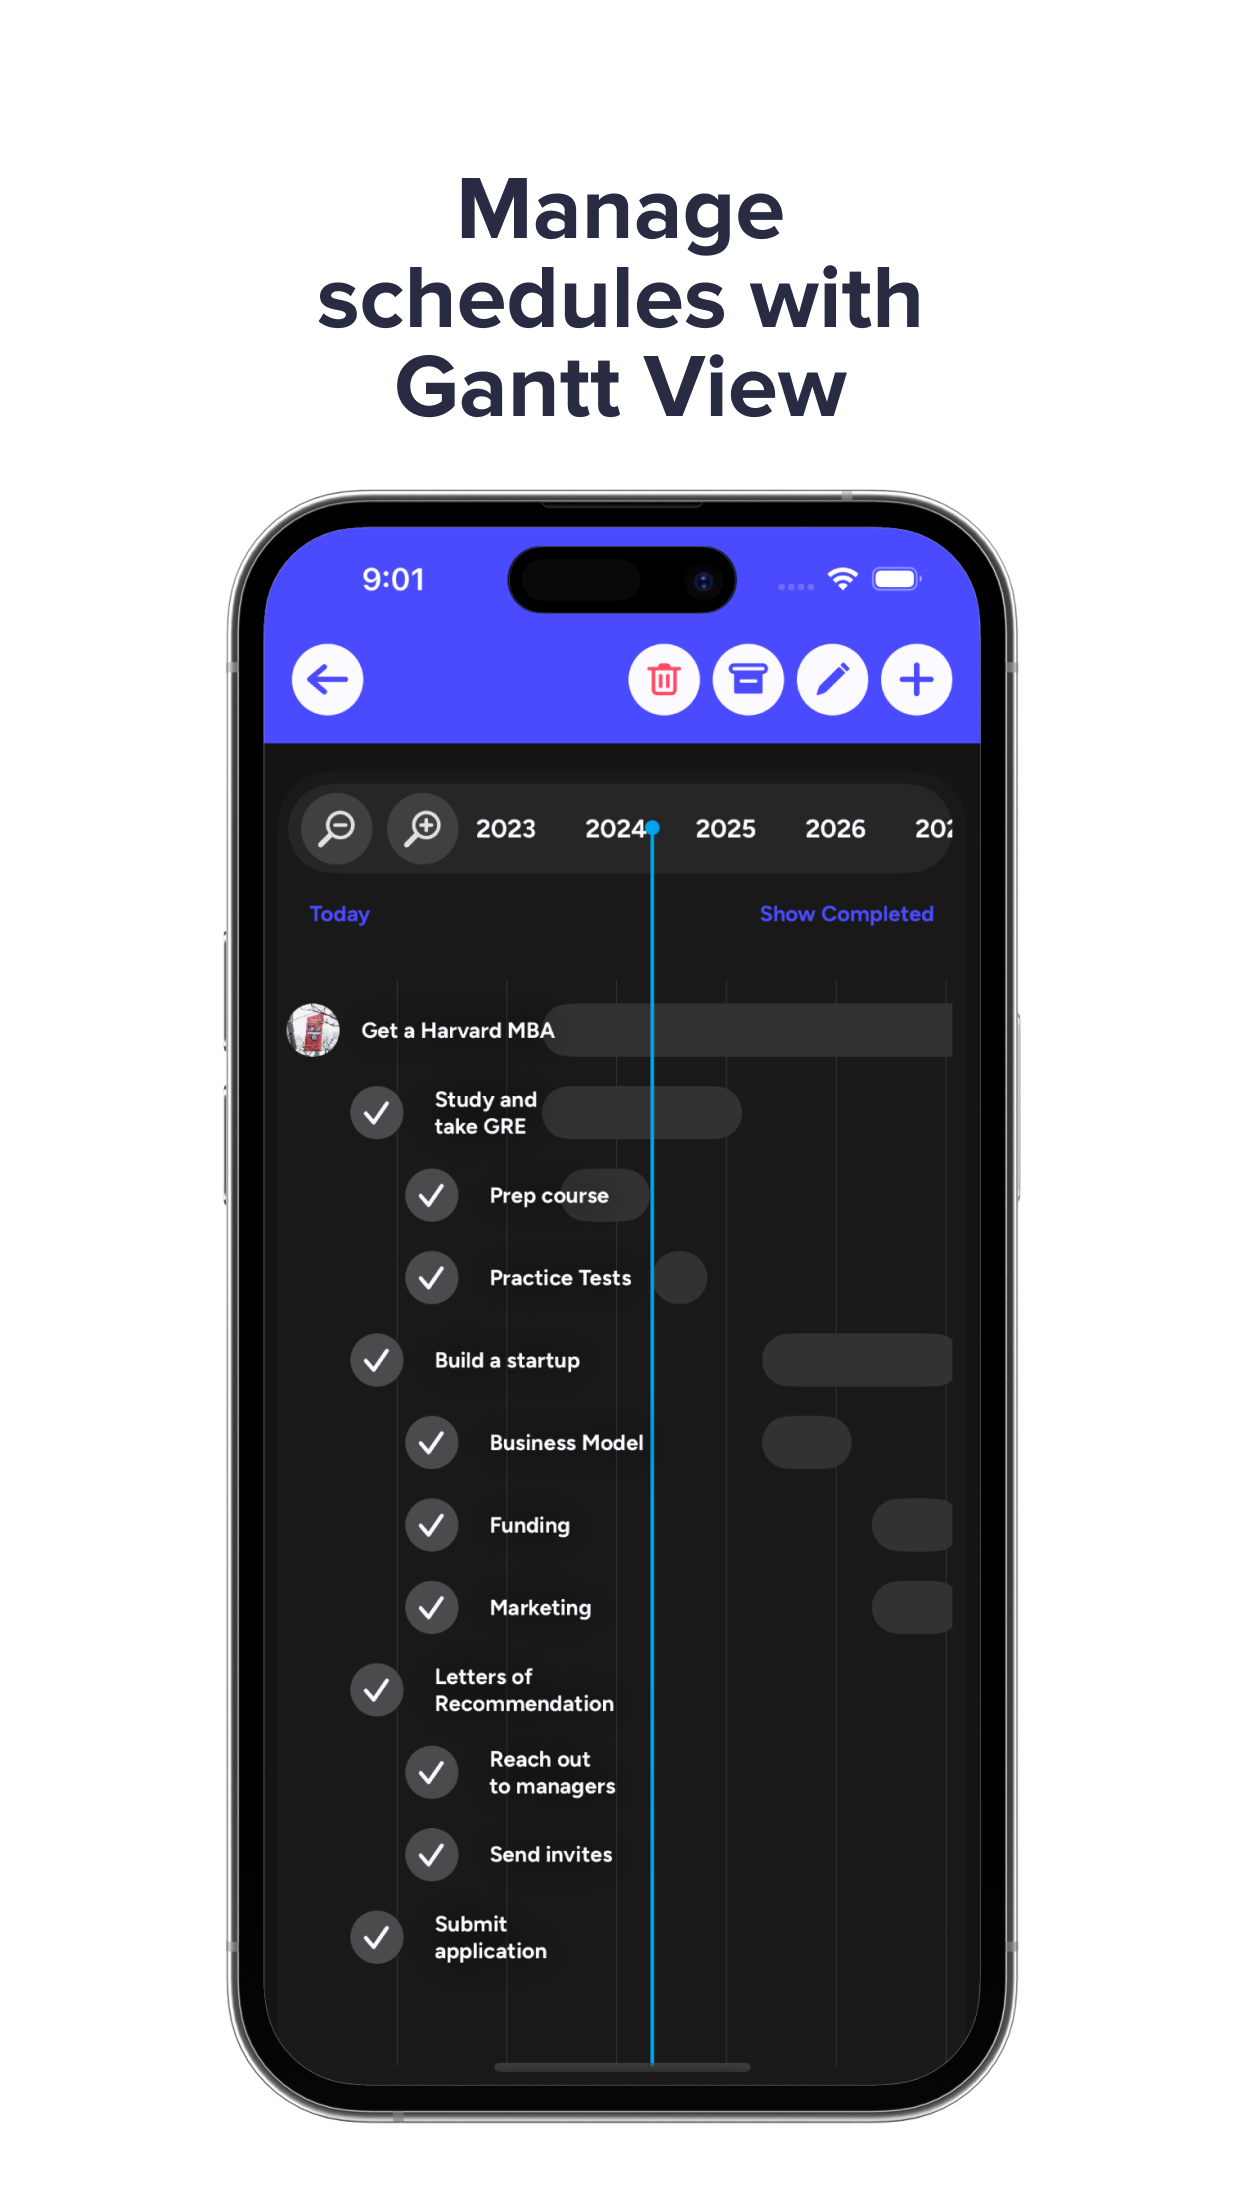 Manage
schedules with
Gantt View
9:01
2023 2024 2025 2026
Today Show Completed
Get a Harvard MBA
Study and
take GRE
Prep course
Practice Tests
Build a startup
Business Model
Funding
Marketing
Letters of
Recommendation
Reach out
to managers
Send invites
Submit
application